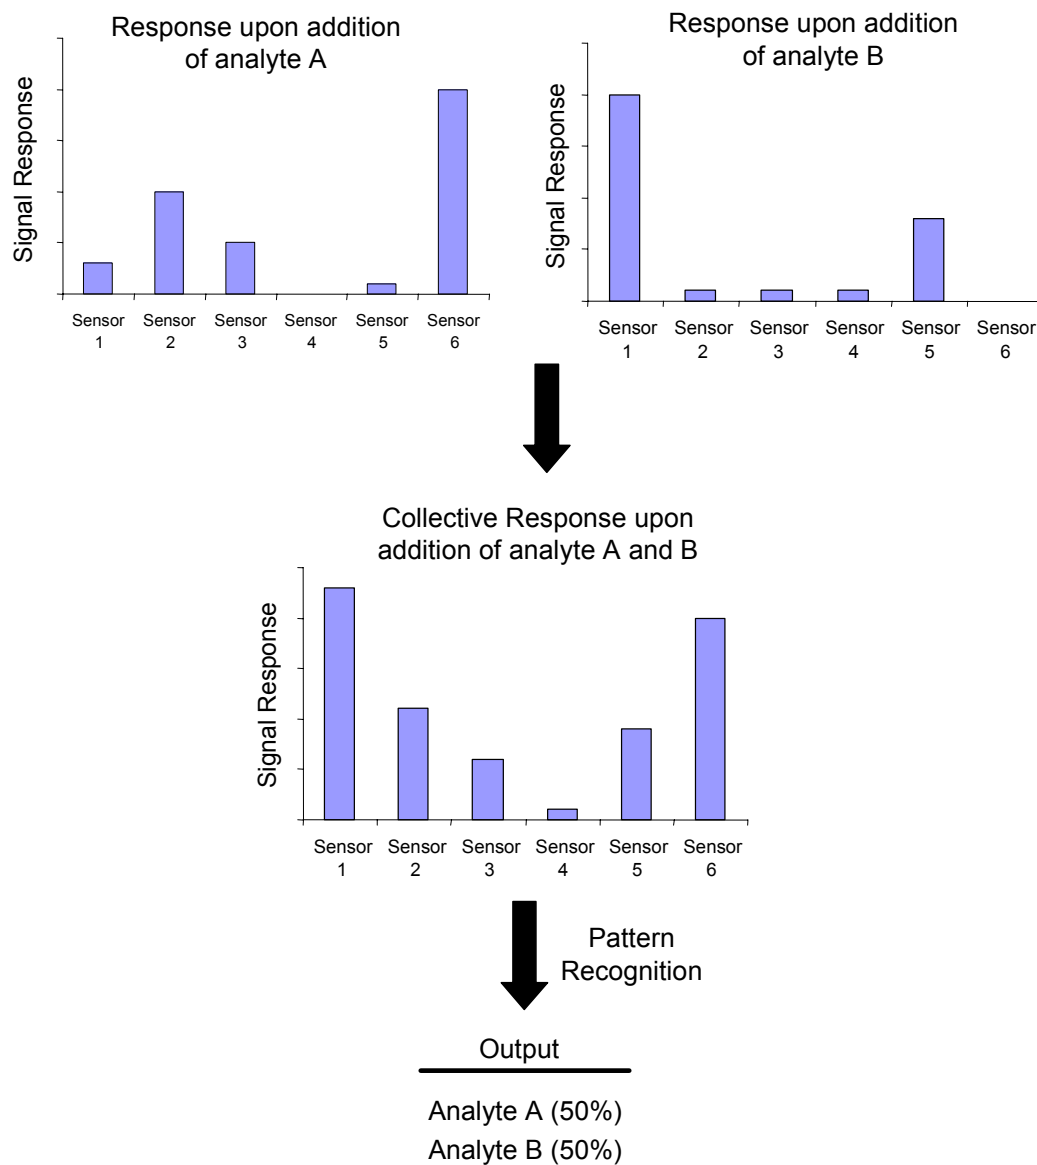 Response upon addition
of analyte A
Signal Response
Sensor Sensor Sensor Sensor Sensor Sensor
1 2 3 4 5 6
Response upon addition
of analyte B
Signal Response
Sensor Sensor Sensor Sensor Sensor Sensor
1 2 3 4 5 6
Collective Response upon
addition of analyte A and B
Signal Response
Sensor Sensor Sensor Sensor Sensor Sensor
1 2 3 4 5 6
Pattern
Recognition
Output
Analyte A (50%)
Analyte B (50%)